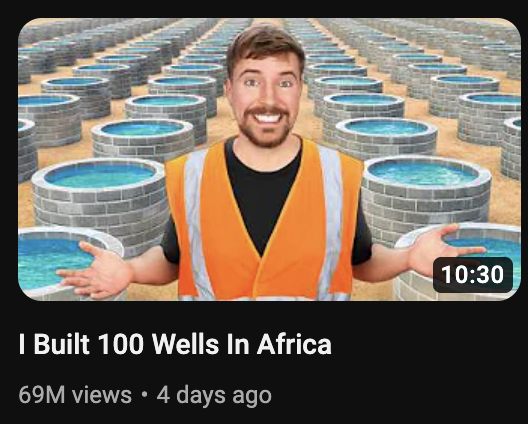 10:30
I Built 100 Wells In Africa
69M views • 4 days ago